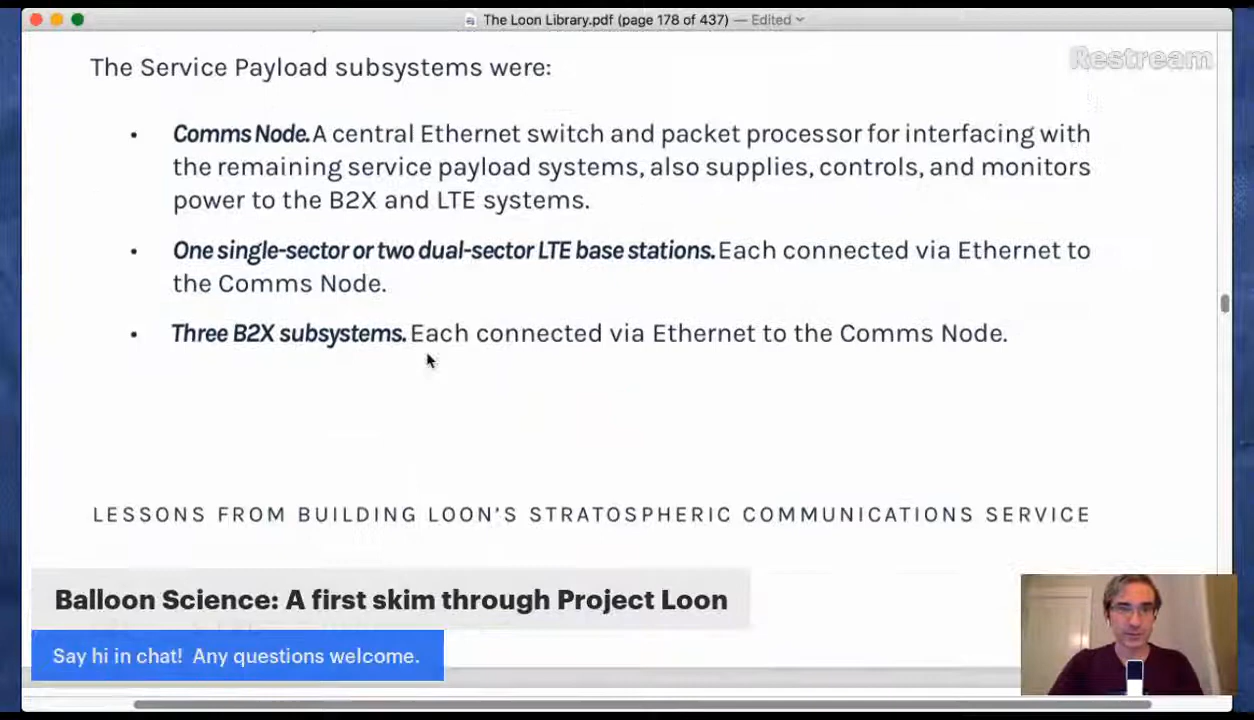 The Loon Library.pdf (page 178 of 437) — Edited
Restream
The Service Payload subsystems were:
• Comms Node. A central Ethernet switch and packet processor for interfacing with
the remaining service payload systems, also supplies, controls, and monitors
power to the B2X and LTE systems.
• One single-sector or two dual-sector LTE base stations. Each connected via Ethernet to
the Comms Node.
• Three B2X subsystems. Each connected via Ethernet to the Comms Node.
LESSONS FROM BUILDING LOON'S STRATOSPHERIC COMMUNICATIONS SERVICE
Balloon Science: A first skim through Project Loon
Say hi in chat! Any questions welcome.